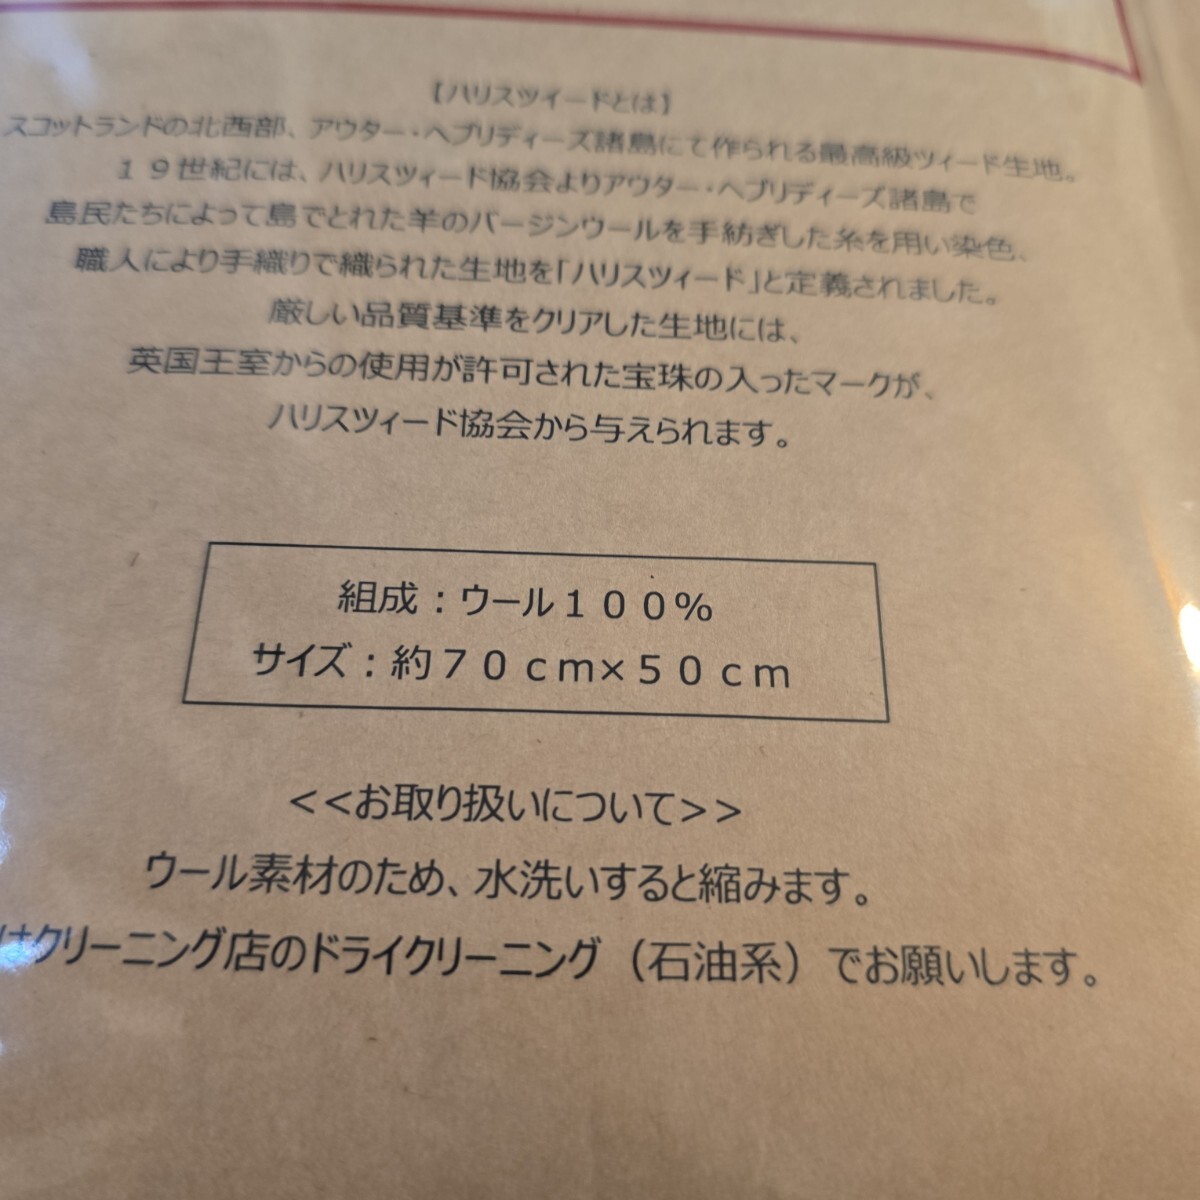 【ハリスツイードとは】
スコットランドの北西部、アウター・ヘブリディーズ諸島にて作られる最高級ツィード生地。
１９世紀には、ハリスツィード協会よりアウター・ヘブリディーズ諸島で
島民たちによって島でとれた羊のバージンウールを手紡ぎした糸を用い染色、
職人により手織りで織られた生地を「ハリスツィード」と定義されました。
厳しい品質基準をクリアした生地には、
英国王室からの使用が許可された宝珠の入ったマークが、
ハリスツィード協会から与えられます。
組成：ウール１００％
サイズ：約７０ｃｍ×５０ｃｍ
<<お取り扱いについて>>
ウール素材のため、水洗いすると縮みます。
はクリーニング店のドライクリーニング（石油系）でお願いします。